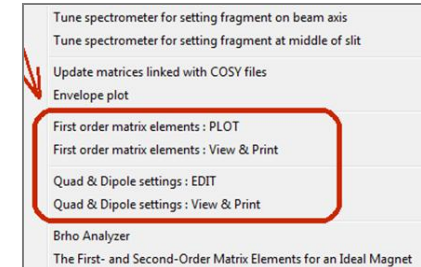 Tune spectrometer for setting fragment on beam axis
Tune spectrometer for setting fragment at middle of slit
Update matrices linked with COSY files
Envelope plot
First order matrix elements : PLOT
First order matrix elements : View & Print
Quad & Dipole settings : EDIT
Quad & Dipole settings : View & Print
Brho Analyzer
The First- and Second-Order Matrix Elements for an Ideal Magnet